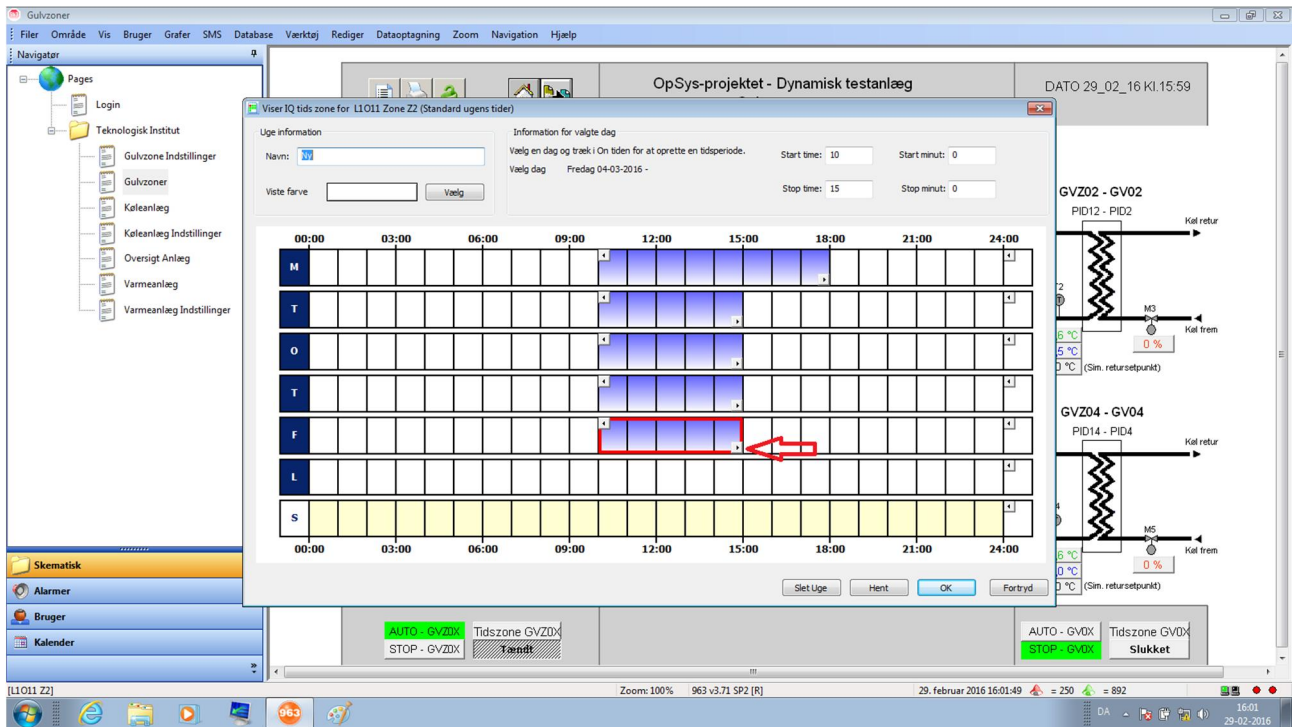 Gulvzoner
Filer Område Vis Bruger Grafer SMS Database Værktøj Rediger Dataoptagning Zoom Navigation Hjælp
Navigatør
Pages
Login
Teknologisk Institut
Gulvzone Indstillinger
Gulvzoner
Køleanlæg
Køleanlæg Indstillinger
Oversigt Anlæg
Varmeanlæg
Varmeanlæg Indstillinger
Skematisk
Alarmer
Bruger
Kalender
OpSys-projektet - Dynamisk testanlæg
DATO 29_02_16 Kl.15:59
Viser IQ tids zone for L1O11 Zone Z2 (Standard ugens tider)
Uge information
Navn: Ny
Viste farve
Vælg
Information for valgte dag
Vælg en dag og træk i On tiden for at oprette en tidsperiode.
Vælg dag Fredag 04-03-2016 -
Start time: 10 Start minut: 0
Stop time: 15 Stop minut: 0
00:00 03:00 06:00 09:00 12:00 15:00 18:00 21:00 24:00
M
T
O
T
F
L
S
00:00 03:00 06:00 09:00 12:00 15:00 18:00 21:00 24:00
Slet Uge Hent OK Fortryd
GVZ02 - GV02
PID12 - PID2
Køl retur
M3
Køl frem
0 %
(Sim. retursetpunkt)
GVZ04 - GV04
PID14 - PID4
Køl retur
M5
Køl frem
0 %
(Sim. retursetpunkt)
AUTO - GVZ0X Tidszone GVZ0X
STOP - GVZ0X Tændt
AUTO - GV0X Tidszone GV0X
STOP - GV0X Slukket
[L1O11 Z2] Zoom: 100% 963 v3.71 SP2 [R] 29. februar 2016 16:01:49 = 250 = 892
963
DA
16:01
29-02-2016